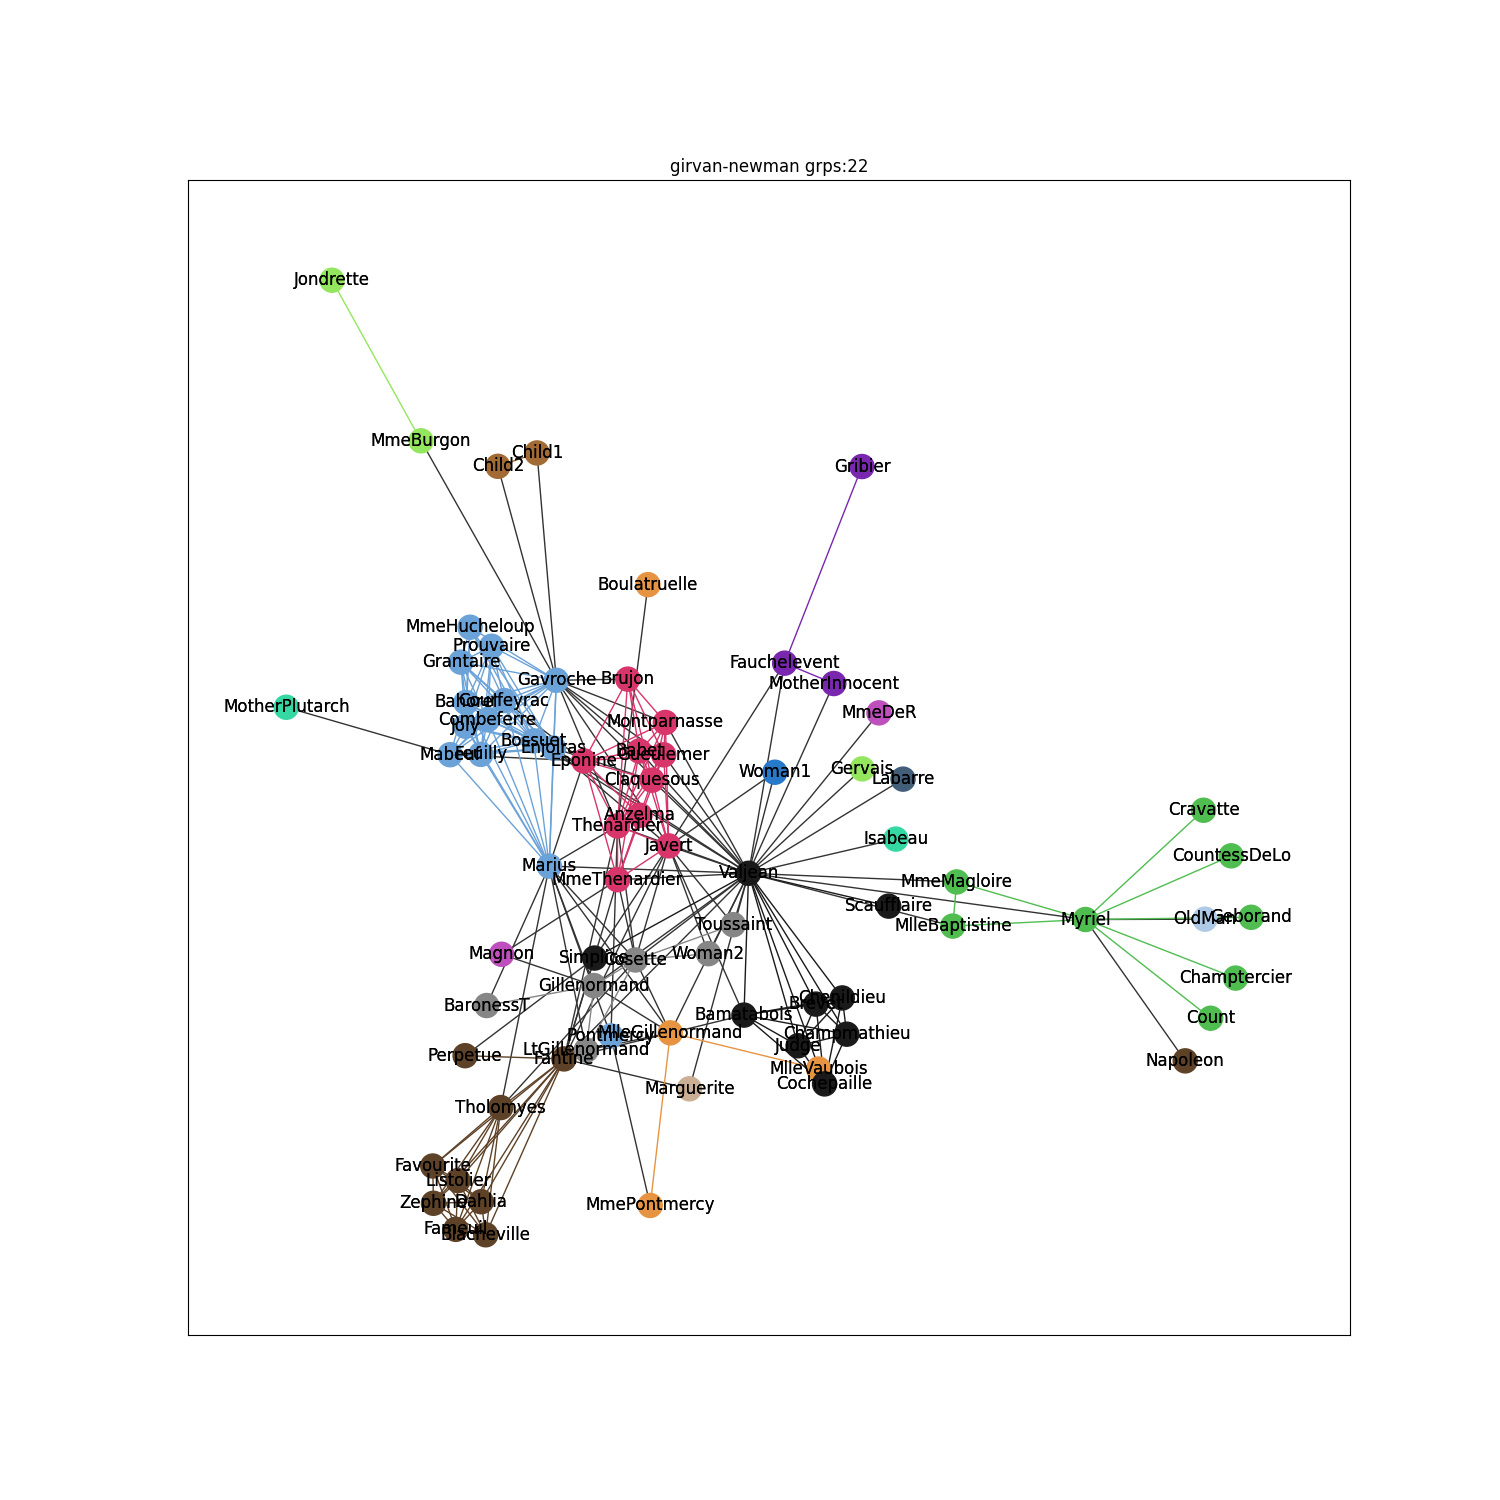 girvan-newman grps:22
Jondrette
MmeBurgon
Child1
Child2
Gribier
Boulatruelle
MmeHucheloup
Prouvaire
Grantaire
Fauchelevent
Gavroche
Brujon
MotherInnocent
Bahorel
Courfeyrac
MotherPlutarch
MmeDeR
Combeferre
Montparnasse
Joly
Bossuet
Enjolras
Mabeuf
Feuilly
Babet
Gueulemer
Eponine
Woman1
Gervais
Labarre
Claquesous
Cravatte
Anzelma
Thenardier
Isabeau
Javert
CountessDeLo
Marius
Valjean
MmeThenardier
MmeMagloire
Scaufflaire
Myriel
OldMan
Geborand
Toussaint
MlleBaptistine
Magnon
Simplice
Cosette
Woman2
Champtercier
Gillenormand
BaronessT
Brevet
Chenildieu
Bamatabois
Count
Pontmercy
MlleGillenormand
Champmathieu
Judge
LtGillenormand
Perpetue
Fantine
Napoleon
MlleVaubois
Cochepaille
Marguerite
Tholomyes
Favourite
Listolier
Zephine
Dahlia
MmePontmercy
Fameuil
Blacheville